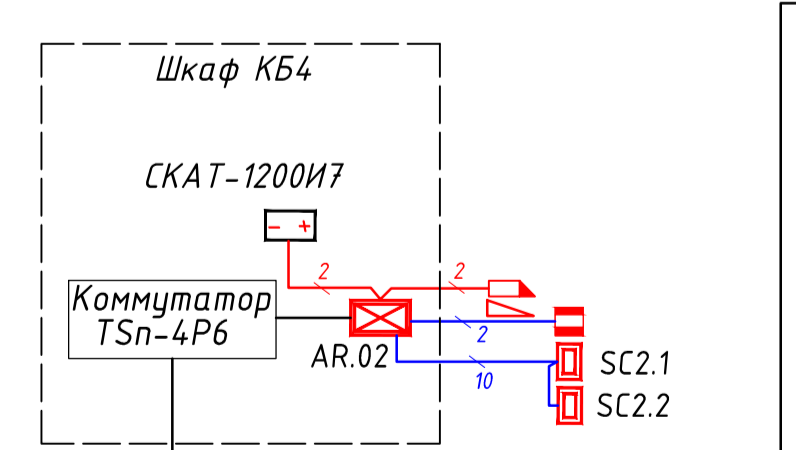 Шкаф КБ4
СКАТ-1200И7
- +
2
2
Коммутатор
TSn-4P6
2
AR.02
SC2.1
10
SC2.2